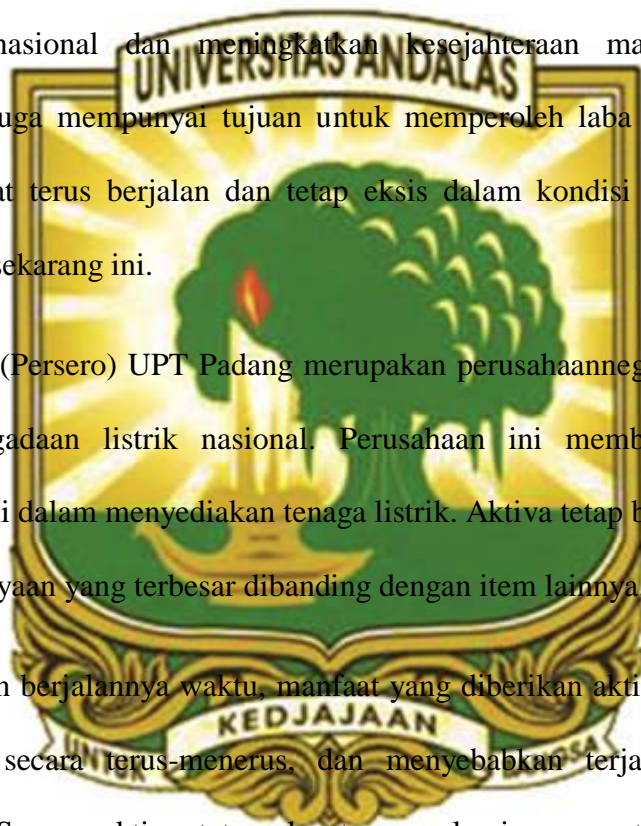 nasional dan meningkatkan kesejahteraan ma
UNIVERSITAS ANDALAS
uga mempunyai tujuan untuk memperoleh laba
at terus berjalan dan tetap eksis dalam kondisi
sekarang ini.
(Persero) UPT Padang merupakan perusahaanneg
gadaan listrik nasional. Perusahaan ini memb
i dalam menyediakan tenaga listrik. Aktiva tetap b
yaan yang terbesar dibanding dengan item lainnya
n berjalannya waktu, manfaat yang diberikan akti
KEDJAJAAN
UNTUK BANGSA
secara terus-menerus, dan menyebabkan terja